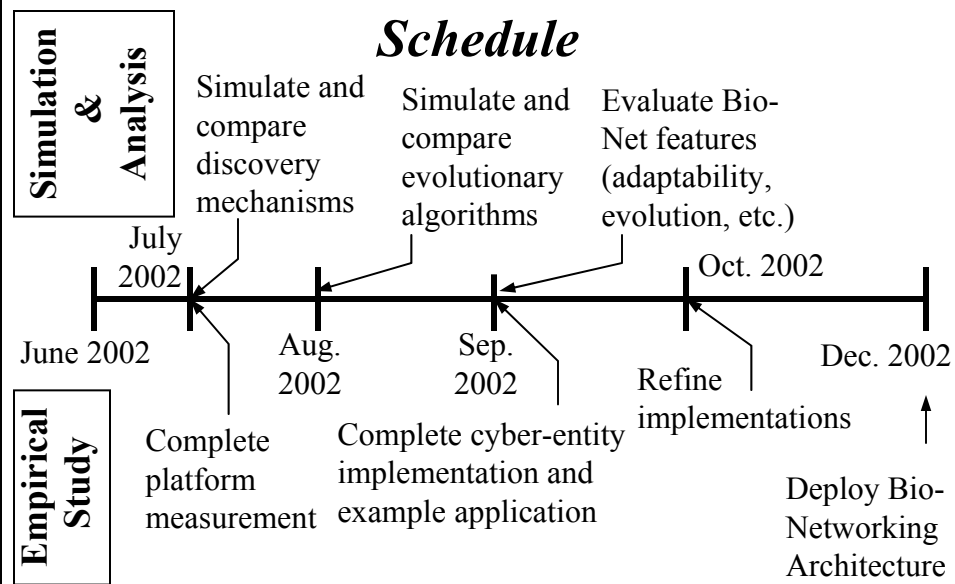 Schedule
Simulation
&
Analysis
Simulate and
compare
discovery
mechanisms
Simulate and
compare
evolutionary
algorithms
Evaluate Bio-
Net features
(adaptability,
evolution, etc.)
June 2002
July
2002
Aug.
2002
Sep.
2002
Oct. 2002
Dec. 2002
Empirical
Study
Complete
platform
measurement
Complete cyber-entity
implementation and
example application
Refine
implementations
Deploy Bio-
Networking
Architecture